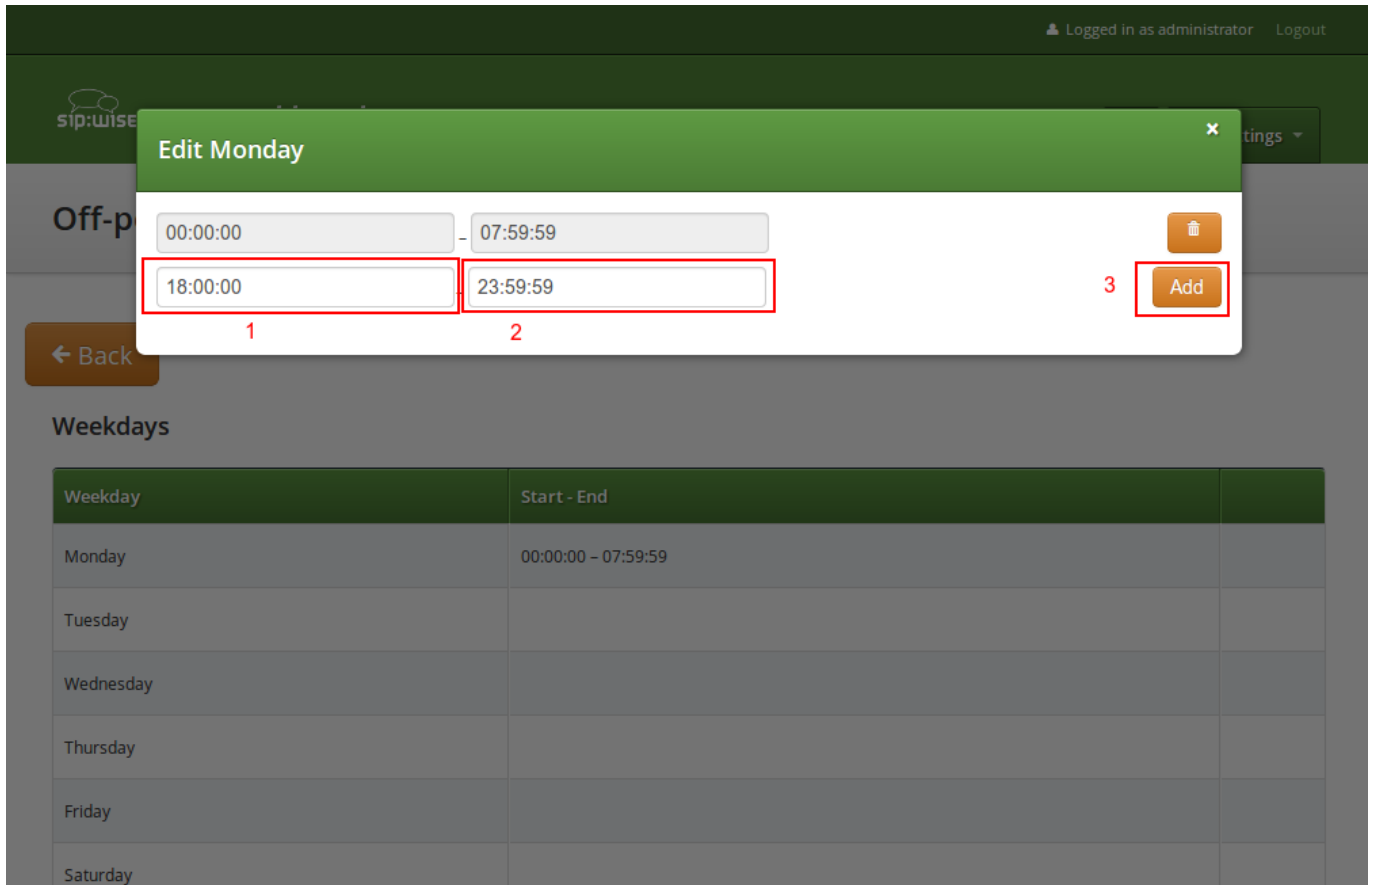 Logged in as administrator Logout
sip:wise
tings
Edit Monday ×
Off-p
00:00:00 – 07:59:59
18:00:00 - 23:59:59 3 Add
1 2
Back
Weekdays
Weekday Start - End
Monday 00:00:00 – 07:59:59
Tuesday
Wednesday
Thursday
Friday
Saturday